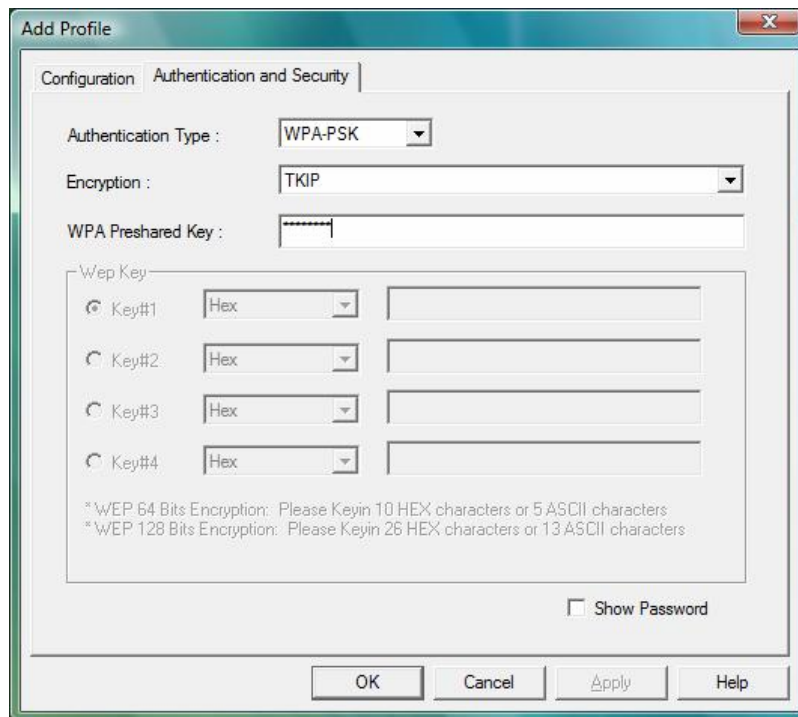 Add Profile
Configuration Authentication and Security
Authentication Type : WPA-PSK
Encryption : TKIP
WPA Preshared Key : ********
Wep Key
Key#1 Hex
Key#2 Hex
Key#3 Hex
Key#4 Hex
* WEP 64 Bits Encryption: Please Keyin 10 HEX characters or 5 ASCII characters
* WEP 128 Bits Encryption: Please Keyin 26 HEX characters or 13 ASCII characters
Show Password
OK Cancel Apply Help